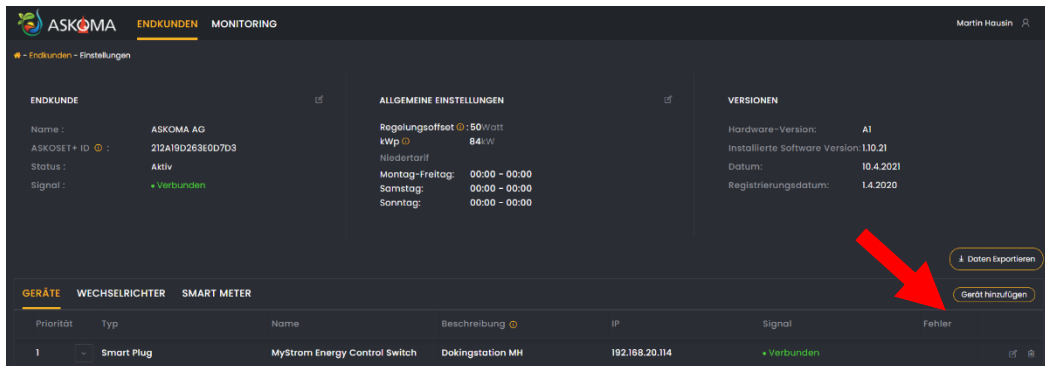 ASKOMA ENDKUNDEN MONITORING Martin Hausin
- Endkunden - Einstellungen
ENDKUNDE
Name : ASKOMA AG
ASKOSET+ ID : 212A19D263E0D7D3
Status : Aktiv
Signal : • Verbunden
ALLGEMEINE EINSTELLUNGEN
Regelungsoffset : 50Watt
kWp 84kW
Niedertarif
Montag-Freitag: 00:00 - 00:00
Samstag: 00:00 - 00:00
Sonntag: 00:00 - 00:00
VERSIONEN
Hardware-Version: A1
Installierte Software Version: 1.10.21
Datum: 10.4.2021
Registrierungsdatum: 1.4.2020
Daten Exportieren
GERÄTE WECHSELRICHTER SMART METER Gerät hinzufügen
Priorität Typ Name Beschreibung IP Signal Fehler
1 Smart Plug MyStrom Energy Control Switch Dokingstation MH 192.168.20.114 • Verbunden